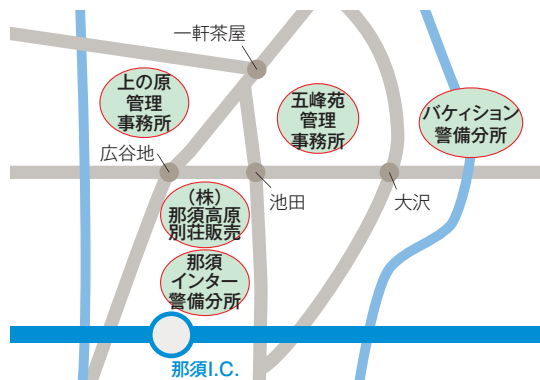 一軒茶屋
上の原
管理
事務所
五峰苑
管理
事務所
バケィション
警備分所
広谷地
池田
大沢
（株）
那須高原
別荘販売
那須
インター
警備分所
那須I.C.